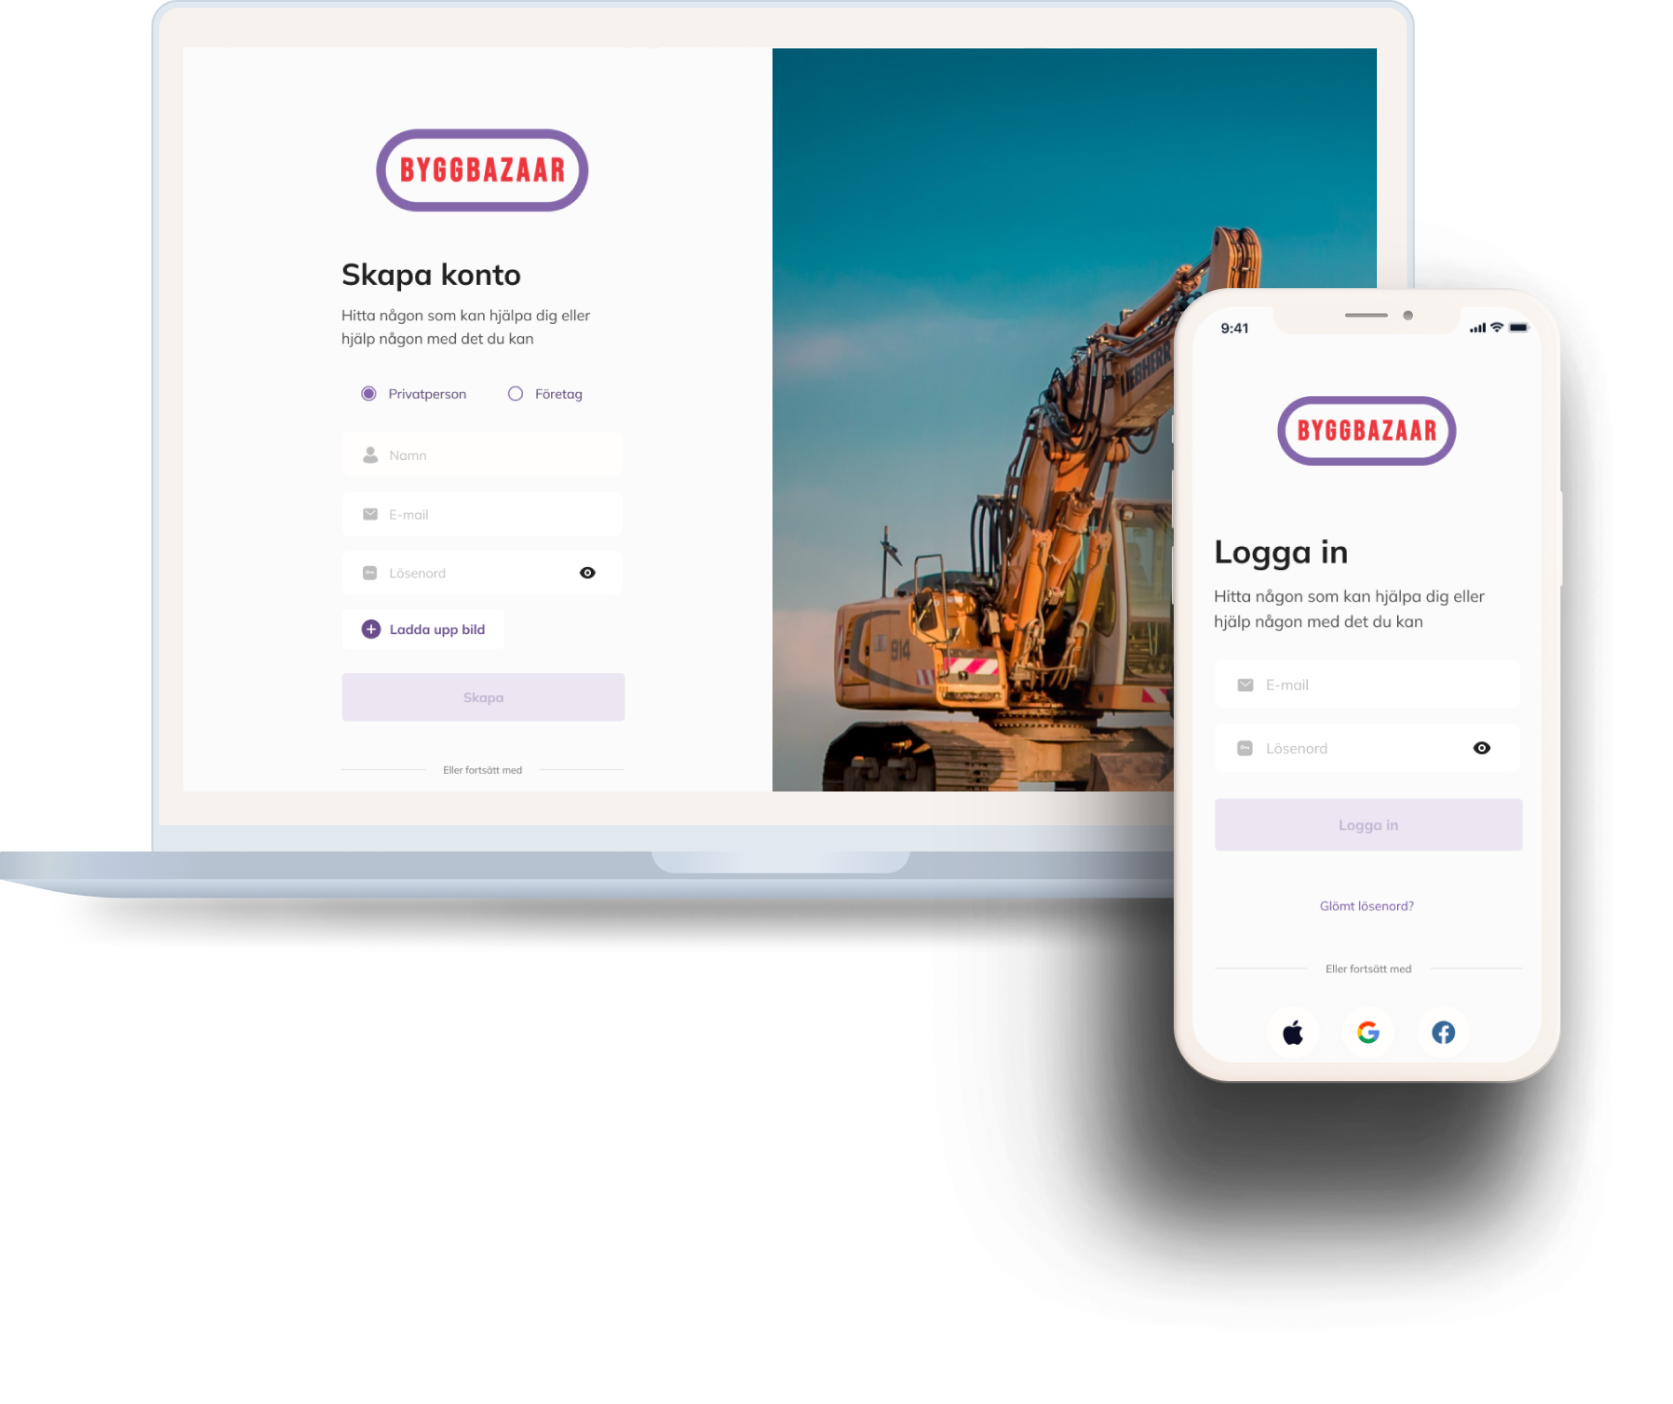 BYGGBAZAAR
Skapa konto
Hitta någon som kan hjälpa dig eller
hjälp någon med det du kan
Privatperson Företag
Namn
E-mail
Lösenord
Ladda upp bild
Skapa
Eller fortsätt med
LIEBHERR
914
9:41
BYGGBAZAAR
Logga in
Hitta någon som kan hjälpa dig eller
hjälp någon med det du kan
E-mail
Lösenord
Logga in
Glömt lösenord?
Eller fortsätt med